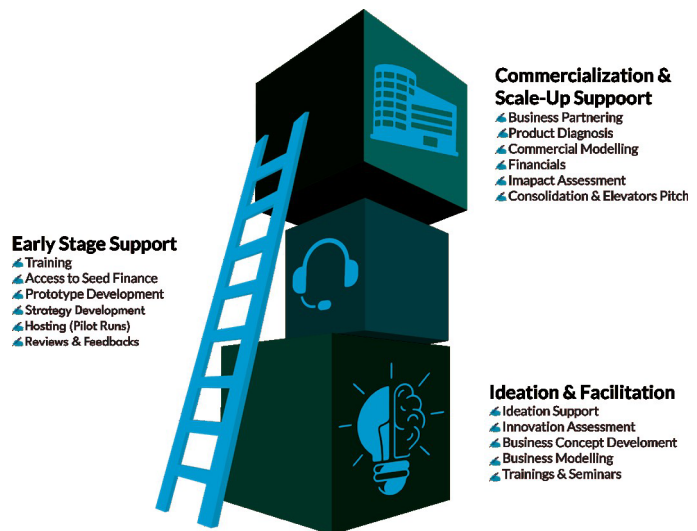 Commercialization &
Scale-Up Suppoort
Business Partnering
Product Diagnosis
Commercial Modelling
Financials
Imapact Assessment
Consolidation & Elevators Pitch
Early Stage Support
Training
Access to Seed Finance
Prototype Development
Strategy Development
Hosting (Pilot Runs)
Reviews & Feedbacks
Ideation & Facilitation
Ideation Support
Innovation Assessment
Business Concept Develoment
Business Modelling
Trainings & Seminars